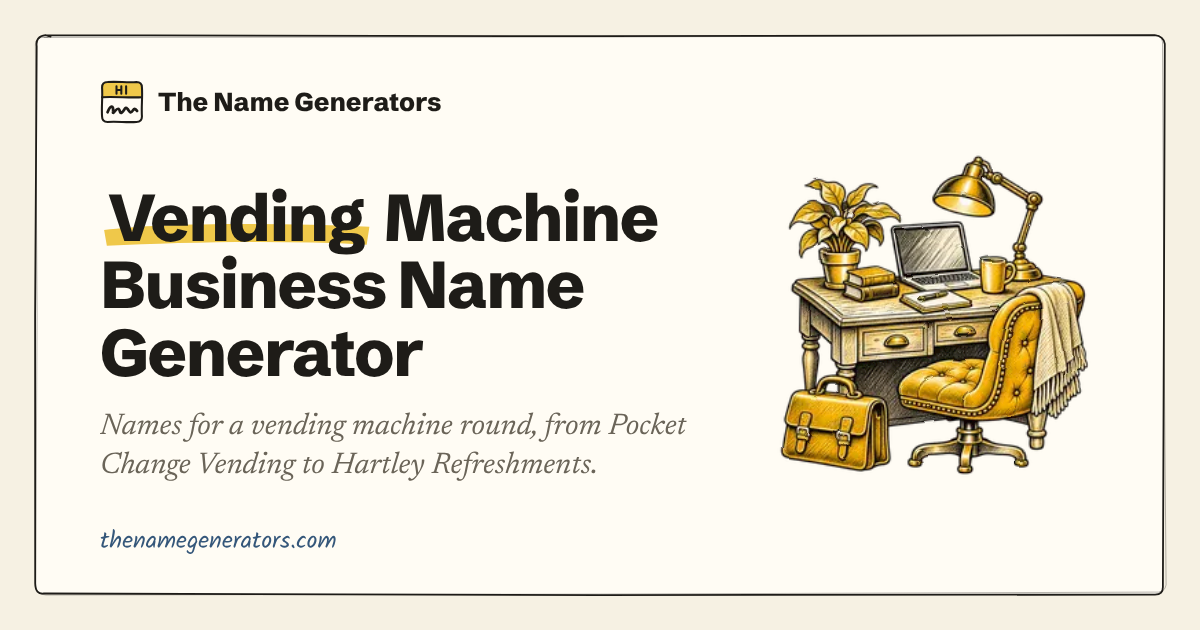 HI
The Name Generators
Vending Machine
Business Name
Generator
Names for a vending machine round, from Pocket
Change Vending to Hartley Refreshments.
thenamegenerators.com